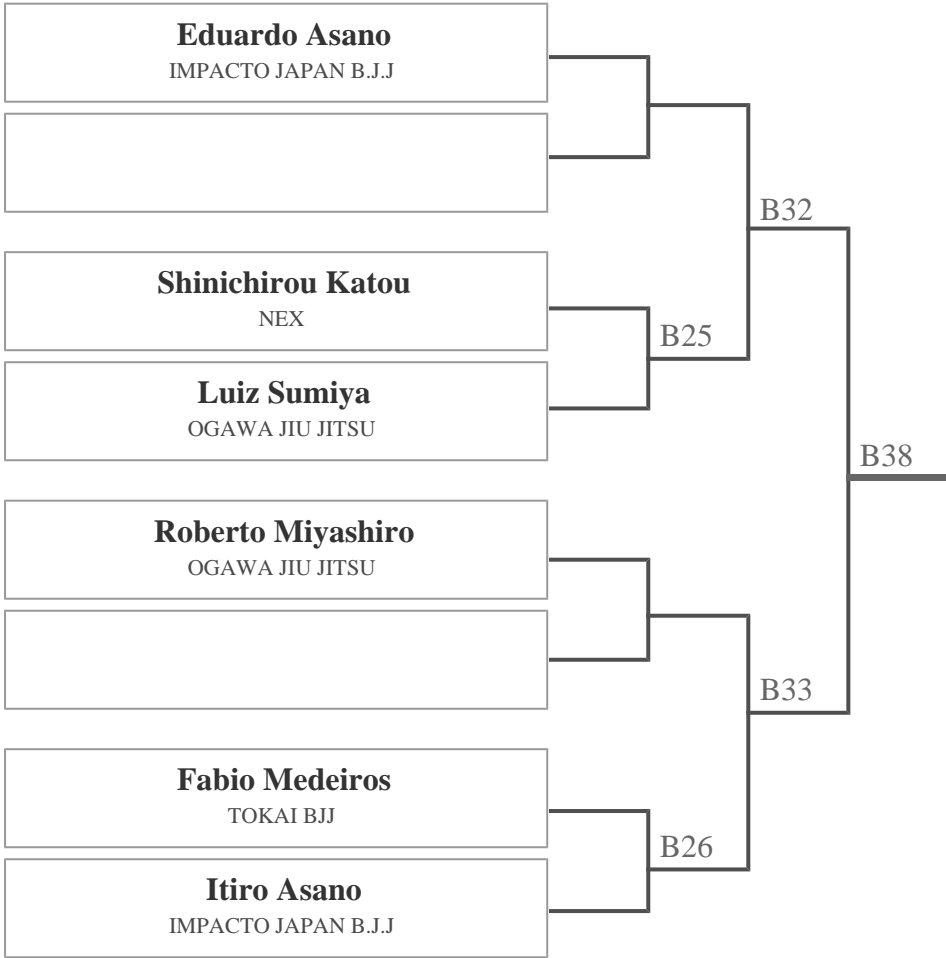 Eduardo Asano
IMPACTO JAPAN B.J.J
B32
Shinichirou Katou
NEX
B25
Luiz Sumiya
OGAWA JIU JITSU
B38
Roberto Miyashiro
OGAWA JIU JITSU
B33
Fabio Medeiros
TOKAI BJJ
B26
Itiro Asano
IMPACTO JAPAN B.J.J